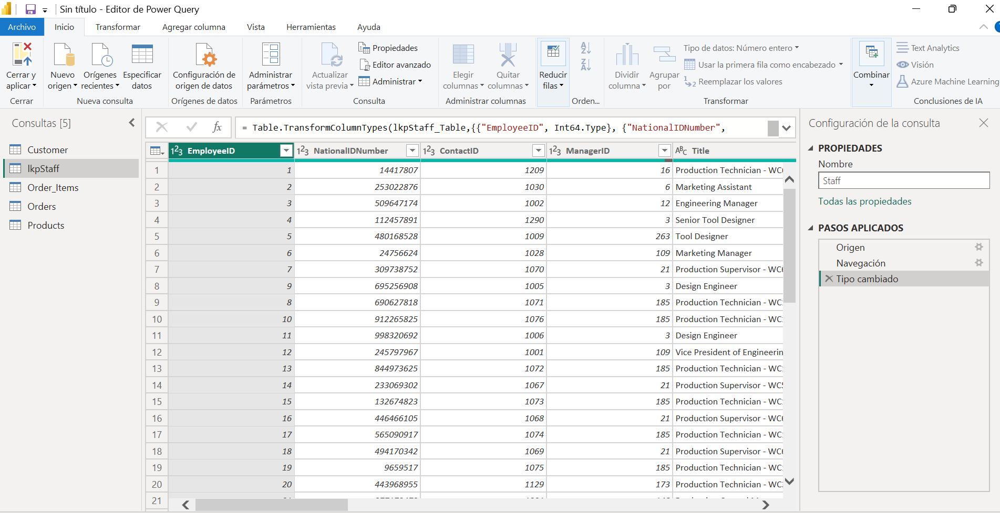 Sin título - Editor de Power Query
Archivo Inicio Transformar Agregar columna Vista Herramientas Ayuda
Cerrar y aplicar
Cerrar
Nuevo origen
Orígenes recientes
Especificar datos
Nueva consulta
Configuración de origen de datos
Orígenes de datos
Administrar parámetros
Parámetros
Actualizar vista previa
Propiedades
Editor avanzado
Administrar
Consulta
Elegir columnas
Quitar columnas
Administrar columnas
Reducir filas
Orden...
Dividir columna
Agrupar por
Tipo de datos: Número entero
Usar la primera fila como encabezado
Reemplazar los valores
Transformar
Combinar
Text Analytics
Visión
Azure Machine Learning
Conclusiones de IA
Consultas [5]
Customer
lkpStaff
Order_Items
Orders
Products
fx = Table.TransformColumnTypes(lkpStaff_Table,{{"EmployeeID", Int64.Type}, {"NationalIDNumber",
123 EmployeeID 123 NationalIDNumber 123 ContactID 123 ManagerID ABC Title
1 1 14417807 1209 16 Production Technician - WC
2 2 253022876 1030 6 Marketing Assistant
3 3 509647174 1002 12 Engineering Manager
4 4 112457891 1290 3 Senior Tool Designer
5 5 480168528 1009 263 Tool Designer
6 6 24756624 1028 109 Marketing Manager
7 7 309738752 1070 21 Production Supervisor - WC
8 9 695256908 1005 3 Design Engineer
9 8 690627818 1071 185 Production Technician - WC
10 10 912265825 1076 185 Production Technician - WC
11 11 998320692 1006 3 Design Engineer
12 12 245797967 1001 109 Vice President of Engineerin
13 13 844973625 1072 185 Production Technician - WC
14 14 233069302 1067 21 Production Supervisor - WC
15 15 132674823 1073 185 Production Technician - WC
16 16 446466105 1068 21 Production Supervisor - WC
17 17 565090917 1074 185 Production Technician - WC
18 18 494170342 1069 21 Production Supervisor - WC
19 19 9659517 1075 185 Production Technician - WC
20 20 443968955 1129 173 Production Technician - WC
21
Configuración de la consulta
PROPIEDADES
Nombre
Staff
Todas las propiedades
PASOS APLICADOS
Origen
Navegación
Tipo cambiado